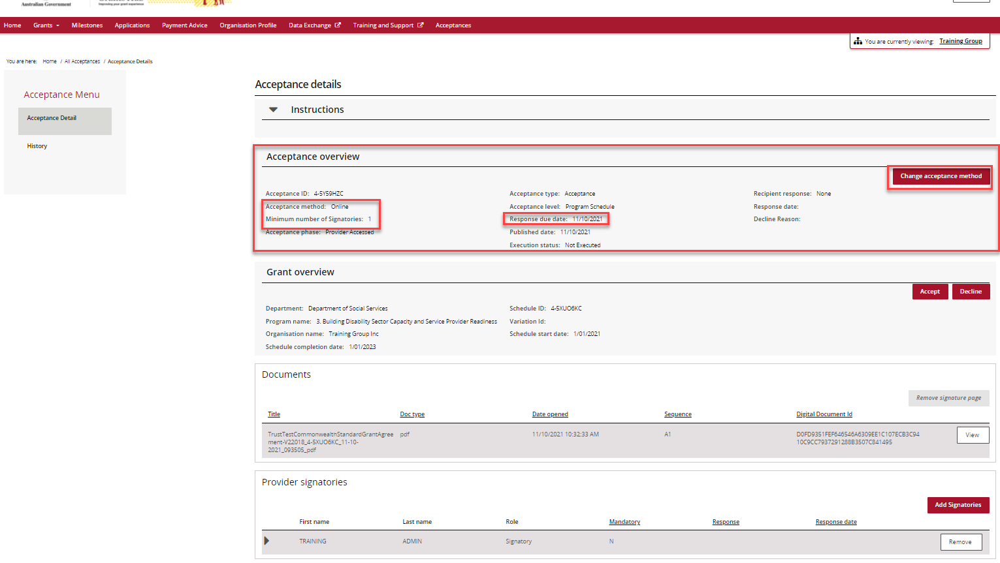 Australian Government
Improving your grant experience
Home Grants Milestones Applications Payment Advice Organisation Profile Data Exchange Training and Support Acceptances
You are currently viewing: Training Group
You are here: Home / All Acceptances / Acceptance Details
Acceptance Menu
Acceptance Detail
History
Acceptance details
Instructions
Acceptance overview
Change acceptance method
Acceptance ID: 4-5Y59HZC Acceptance type: Acceptance Recipient response: None
Acceptance method: Online Acceptance level: Program Schedule Response date:
Minimum number of Signatories: 1 Response due date: 11/10/2021 Decline Reason:
Acceptance phase: Provider Accessed Published date: 11/10/2021
Execution status: Not Executed
Grant overview
Accept Decline
Department: Department of Social Services Schedule ID: 4-5XUO6KC
Program name: 3. Building Disability Sector Capacity and Service Provider Readiness Variation Id:
Organisation name: Training Group Inc Schedule start date: 1/01/2021
Schedule completion date: 1/01/2023
Documents
Remove signature page
Title Doc type Date opened Sequence Digital Document Id
TrustTestCommonwealthStandardGrantAgree pdf 11/10/2021 10:32:33 AM A1 D0FD9351FEF646546A6309EE1C107ECB3C94 View
ment-V22018_4-5XUO6KC_11-10- 10C9CC7937291288B3507C841495
2021_093505_pdf
Provider signatories
Add Signatories
First name Last name Role Mandatory Response Response date
TRAINING ADMIN Signatory N Remove